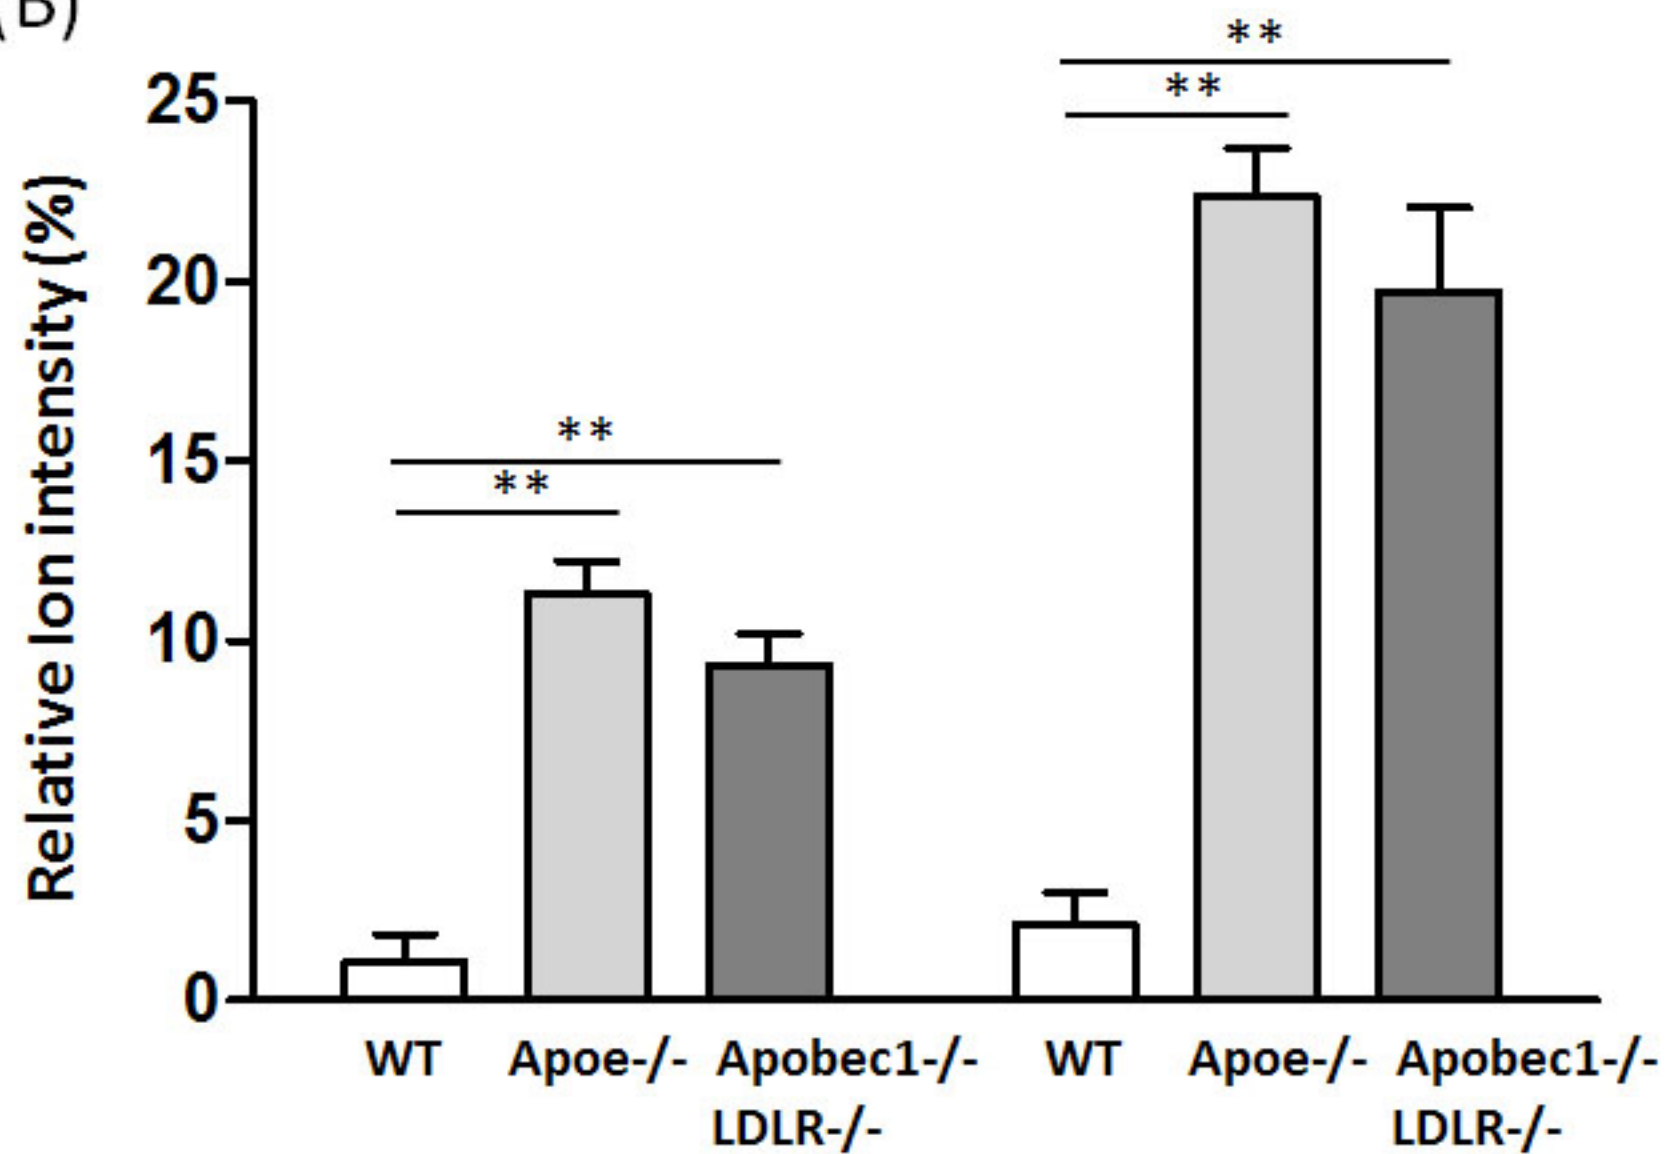 (B)
Relative Ion intensity (%)
25
20
15
10
5
0
**
**
**
**
WT Apoe-/- Apobec1-/- LDLR-/-
WT Apoe-/- Apobec1-/- LDLR-/-